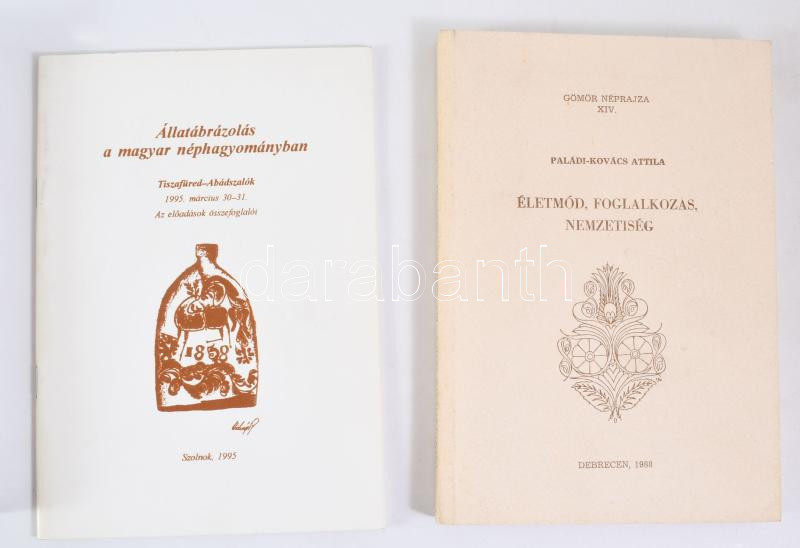 Állatábrázolás
a magyar néphagyományban
Tiszafüred–Abádszalók
1995. március 30–31.
Az előadások összefoglalói
1858
Szolnok, 1995
GÖMÖR NÉPRAJZA
XIV.
PALÁDI-KOVÁCS ATTILA
ÉLETMÓD, FOGLALKOZAS,
NEMZETISÉG
DEBRECEN, 1988
darabanth